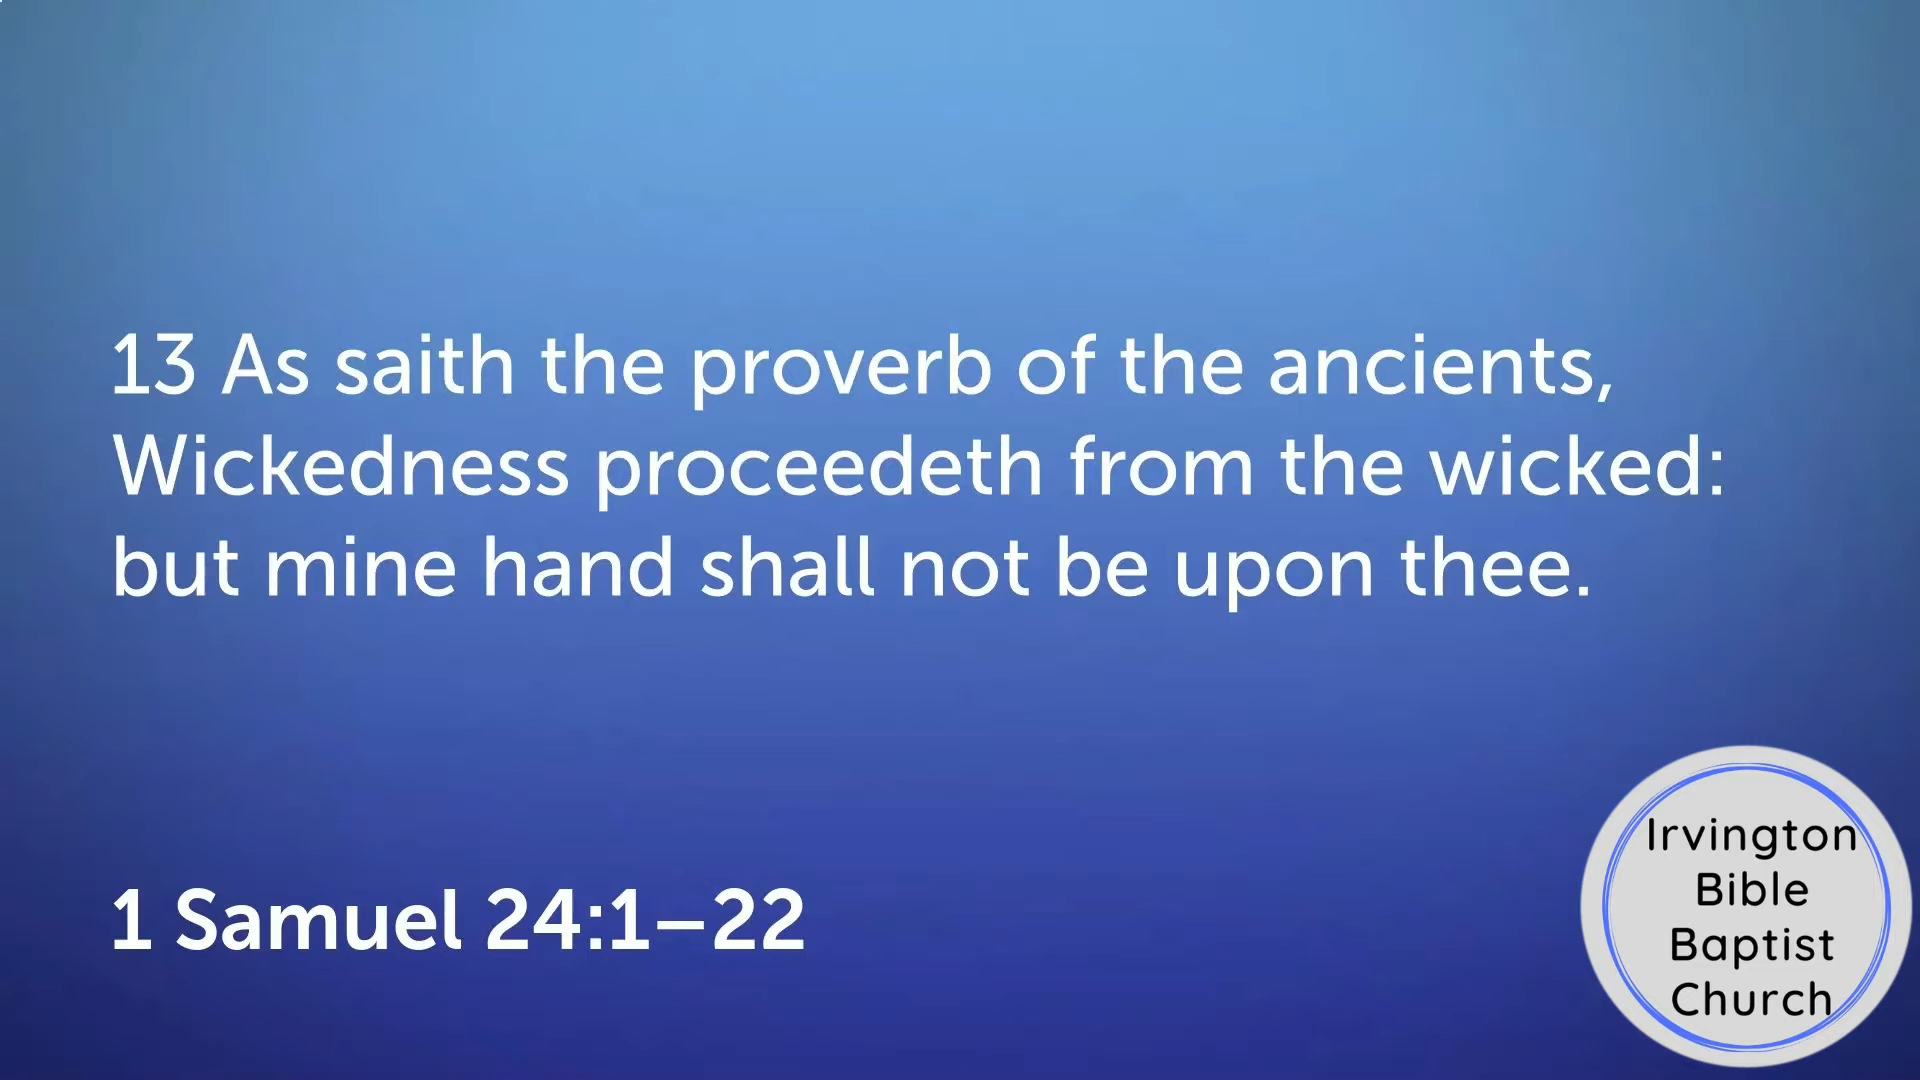 13 As saith the proverb of the ancients,
Wickedness proceedeth from the wicked:
but mine hand shall not be upon thee.
1 Samuel 24:1–22
Irvington
Bible
Baptist
Church